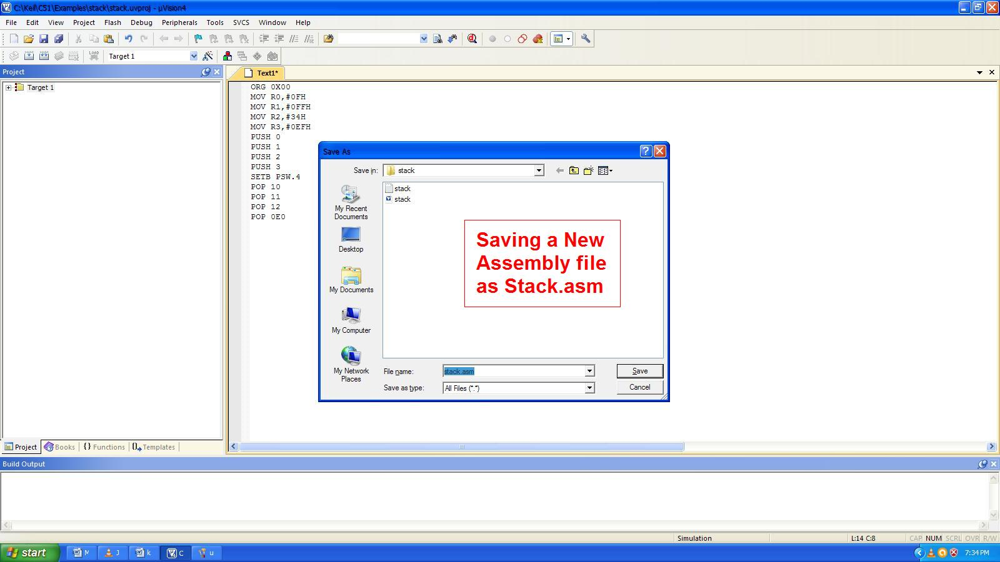 C:\Keil\C51\Examples\stack\stack.uvproj - µVision4
File Edit View Project Flash Debug Peripherals Tools SVCS Window Help
LOAD
Target 1
Project
Target 1
Text1*
ORG 0X00
MOV R0,#0FH
MOV R1,#0FFH
MOV R2,#34H
MOV R3,#0EFH
PUSH 0
PUSH 1
PUSH 2
PUSH 3
SETB PSW.4
POP 10
POP 11
POP 12
POP 0E0
Save As
Save in: stack
My Recent
Documents
Desktop
My Documents
My Computer
My Network
Places
stack
stack
Saving a New
Assembly file
as Stack.asm
File name: stack.asm Save
Save as type: All Files (*.*) Cancel
Project Books {} Functions {} Templates
Build Output
Simulation L:14 C:8 CAP NUM SCRL OVR R/W
start M J k C u 7:34 PM